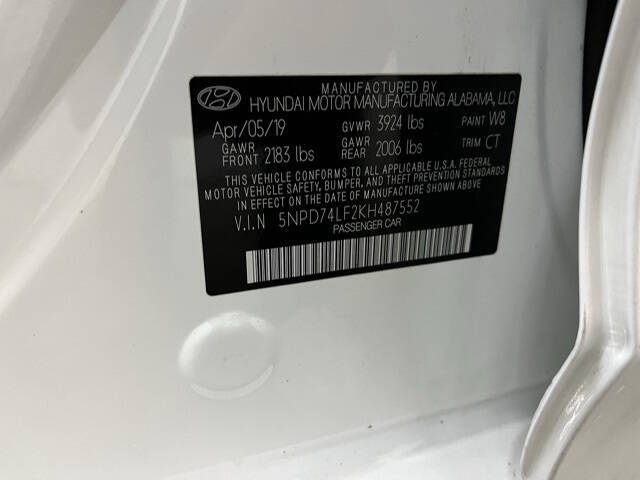 MANUFACTURED BY
HYUNDAI MOTOR MANUFACTURING ALABAMA, LLC
Apr/05/19 GVWR 3924 lbs PAINT W8
GAWR FRONT 2183 lbs GAWR REAR 2006 lbs TRIM CT
THIS VEHICLE CONFORMS TO ALL APPLICABLE U.S.A. FEDERAL
MOTOR VEHICLE SAFETY, BUMPER, AND THEFT PREVENTION STANDARDS
IN EFFECT ON THE DATE OF MANUFACTURE SHOWN ABOVE
V.I.N 5NPD74LF2KH487552
PASSENGER CAR